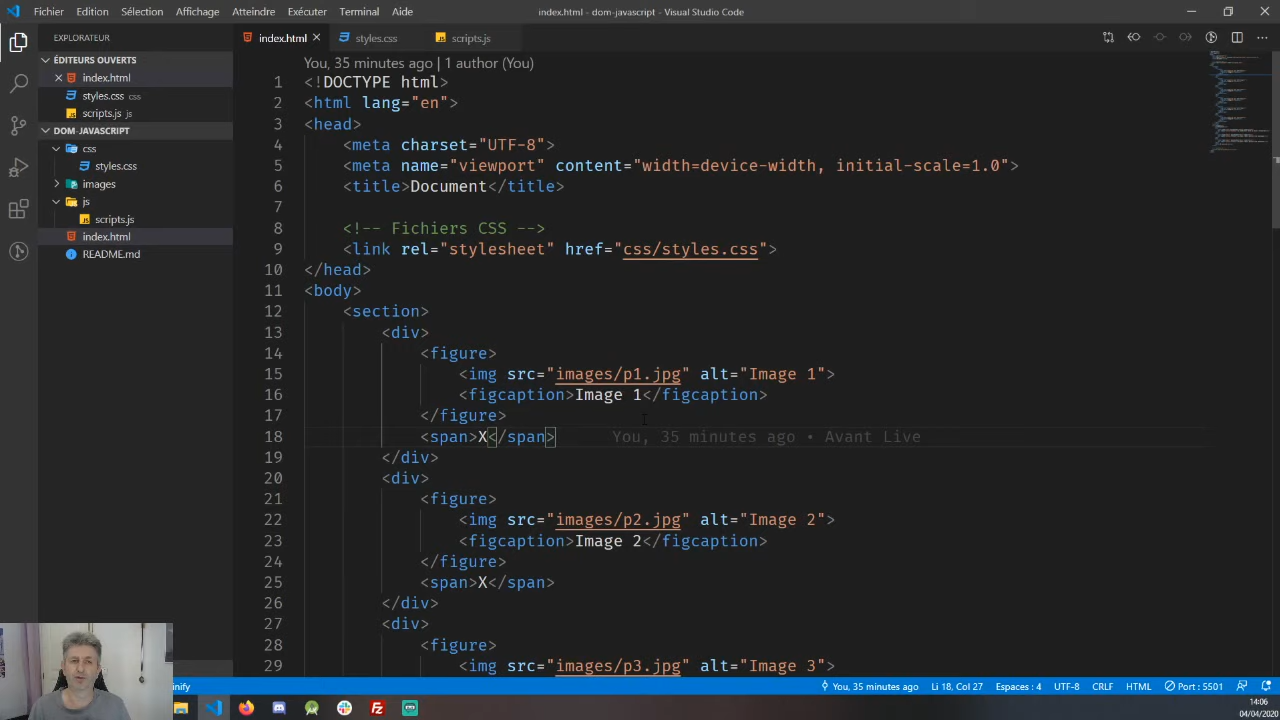 Édition Sélection Affichage Atteindre Exécuter Terminal Aide
index.html - dom-javascript - Visual Studio Code
EXPLORATEUR
index.html
styles.css
scripts.js
ÉDITEURS OUVERTS
index.html
styles.css css
scripts.js js
DOM-JAVASCRIPT
css
styles.css
images
js
scripts.js
index.html
README.md
You, 35 minutes ago | 1 author (You)
1 <!DOCTYPE html>
2 <html lang="en">
3 <head>
4 <meta charset="UTF-8">
5 <meta name="viewport" content="width=device-width, initial-scale=1.0">
6 <title>Document</title>
7
8 <!-- Fichiers CSS -->
9 <link rel="stylesheet" href="css/styles.css">
10 </head>
11 <body>
12 <section>
13 <div>
14 <figure>
15 <img src="images/p1.jpg" alt="Image 1">
16 <figcaption>Image 1</figcaption>
17 </figure>
18 <span>X</span> You, 35 minutes ago • Avant Live
19 </div>
20 <div>
21 <figure>
22 <img src="images/p2.jpg" alt="Image 2">
23 <figcaption>Image 2</figcaption>
24 </figure>
25 <span>X</span>
26 </div>
27 <div>
28 <figure>
29 <img src="images/p3.jpg" alt="Image 3">
You, 35 minutes ago Li 18, Col 27 Espaces : 4 UTF-8 CRLF HTML Port : 5501
14:06
04/04/2020